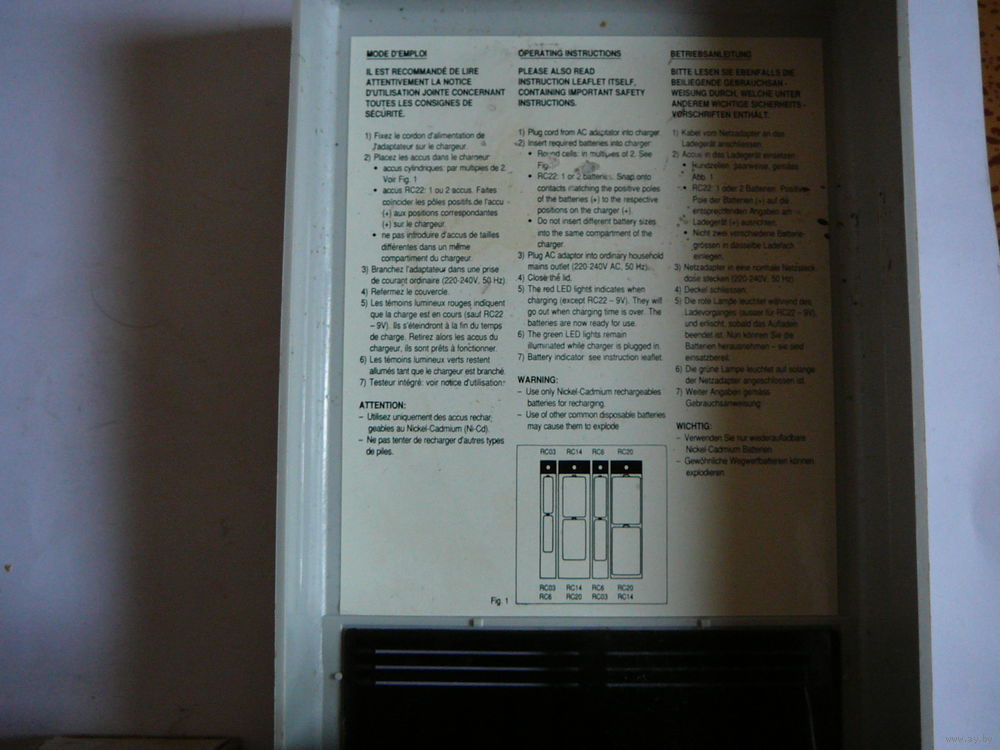 MODE D'EMPLOI
IL EST RECOMMANDÉ DE LIRE
ATTENTIVEMENT LA NOTICE
D'UTILISATION JOINTE CONCERNANT
TOUTES LES CONSIGNES DE
SÉCURITÉ.
1) Fixez le cordon d'alimentation de
l'adaptateur sur le chargeur.
2) Placez les accus dans le chargeur
• accus cylindriques: par multiples de 2.
Voir Fig. 1
• accus RC22: 1 ou 2 accus. Faites
coïncider les pôles positifs de l'accu
(+) aux positions correspondantes
(+) sur le chargeur.
• ne pas introduire d'accus de tailles
différentes dans un même
compartiment du chargeur.
3) Branchez l'adaptateur dans une prise
de courant ordinaire (220-240V, 50 Hz).
4) Refermez le couvercle.
5) Les témoins lumineux rouges indiquent
que la charge est en cours (sauf RC22
– 9V). Ils s'éteindront à la fin du temps
de charge. Retirez alors les accus du
chargeur, ils sont prêts à fonctionner.
6) Les témoins lumineux verts restent
allumés tant que le chargeur est branché.
7) Testeur intégré: voir notice d'utilisation.
ATTENTION:
– Utilisez uniquement des accus rechar-
geables au Nickel-Cadmium (Ni-Cd).
– Ne pas tenter de recharger d'autres types
de piles.
OPERATING INSTRUCTIONS
PLEASE ALSO READ
INSTRUCTION LEAFLET ITSELF,
CONTAINING IMPORTANT SAFETY
INSTRUCTIONS.
1) Plug cord from AC adaptator into charger.
2) Insert required batteries into charger:
• Round cells: in multiples of 2. See
Fig.
• RC22: 1 or 2 batteries. Snap onto
contacts matching the positive poles
of the batteries (+) to the respective
positions on the charger (+).
• Do not insert different battery sizes
into the same compartment of the
charger.
3) Plug AC adaptor into ordinary household
mains outlet (220-240V AC, 50 Hz).
4) Close the lid.
5) The red LED lights indicates when
charging (except RC22 – 9V). They will
go out when charging time is over. The
batteries are now ready for use.
6) The green LED lights remain
illuminated while charger is plugged in.
7) Battery indicator: see instruction leaflet.
WARNING:
– Use only Nickel-Cadmium rechargeables
batteries for recharging.
– Use of other common disposable batteries
may cause them to explode
RC03 RC14 RC6 RC20
RC03 RC14 RC6 RC20
RC6 RC20 RC03 RC14
Fig. 1
BETRIEBSANLEITUNG
BITTE LESEN SIE EBENFALLS DIE
BEILIEGENDE GEBRAUCHSAN -
WEISUNG DURCH, WELCHE UNTER
ANDEREM WICHTIGE SICHERHEITS -
VORSCHRIFTEN ENTHÄLT.
1) Kabel vom Netzadapter an das
Ladegerät anschliessen.
2) Accus in das Ladegerät einsetzen
• Rundzellen, paarweise, gemäss
Abb. 1
• RC22: 1 oder 2 Batterien. Positive
Pole der Batterien (+) auf die
entsprechenden Angaben am
Ladegerät (+) ausrichten.
• Nicht zwei verschiedene Batterie-
grössen in dasselbe Ladefach
einlegen.
3) Netzadapter in eine normale Netzsteck-
dose stecken (220-240V, 50 Hz).
4) Deckel schliessen.
5) Die rote Lampe leuchtet während des
Ladevorganges (ausser für RC22 – 9V),
und erlischt, sobald das Aufladen
beendet ist. Nun können Sie die
Batterien herausnehmen – sie sind
einsatzbereit.
6) Die grüne Lampe leuchtet auf solange
der Netzadapter angeschlossen ist.
7) Weiter Angaben gemäss
Gebrauchsanweisung
WICHTIG:
– Verwenden Sie nur wiederaufladbare
Nickel-Cadmium Batterien
– Gewöhnliche Wegwerfbatterien können
explodieren.
www.ay.by